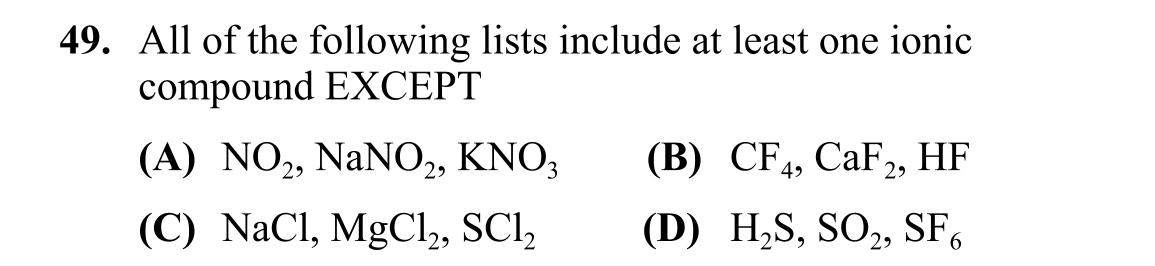 49. All of the following lists include at least one ionic
compound EXCEPT
(A) NO₂, NaNO₂, KNO₃ (B) CF₄, CaF₂, HF
(C) NaCl, MgCl₂, SCl₂ (D) H₂S, SO₂, SF₆